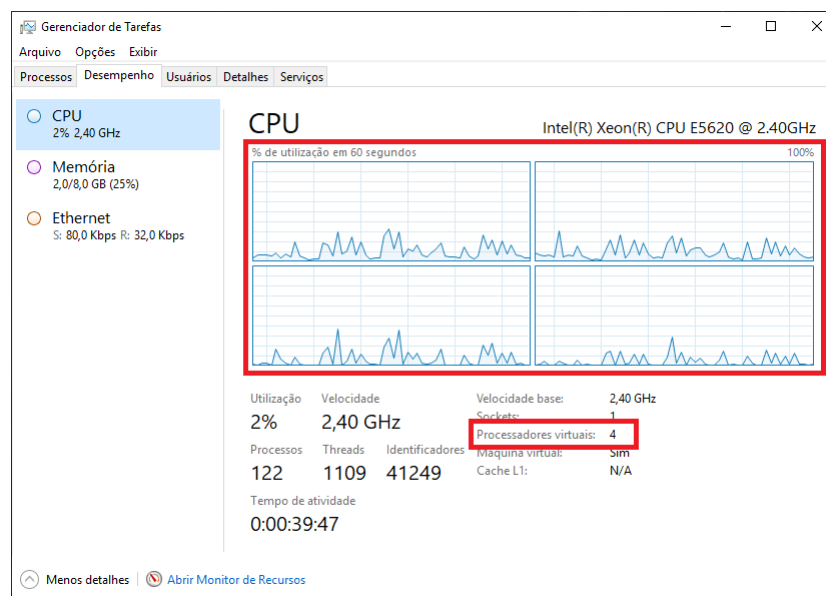 Gerenciador de Tarefas
Arquivo Opções Exibir
Processos Desempenho Usuários Detalhes Serviços
CPU
2% 2,40 GHz
Memória
2,0/8,0 GB (25%)
Ethernet
S: 80,0 Kbps R: 32,0 Kbps
CPU Intel(R) Xeon(R) CPU E5620 @ 2.40GHz
% de utilização em 60 segundos 100%
Utilização Velocidade
2% 2,40 GHz
Processos Threads Identificadores
122 1109 41249
Tempo de atividade
0:00:39:47
Velocidade base: 2,40 GHz
Sockets: 1
Processadores virtuais: 4
Máquina virtual: Sim
Cache L1: N/A
Menos detalhes Abrir Monitor de Recursos